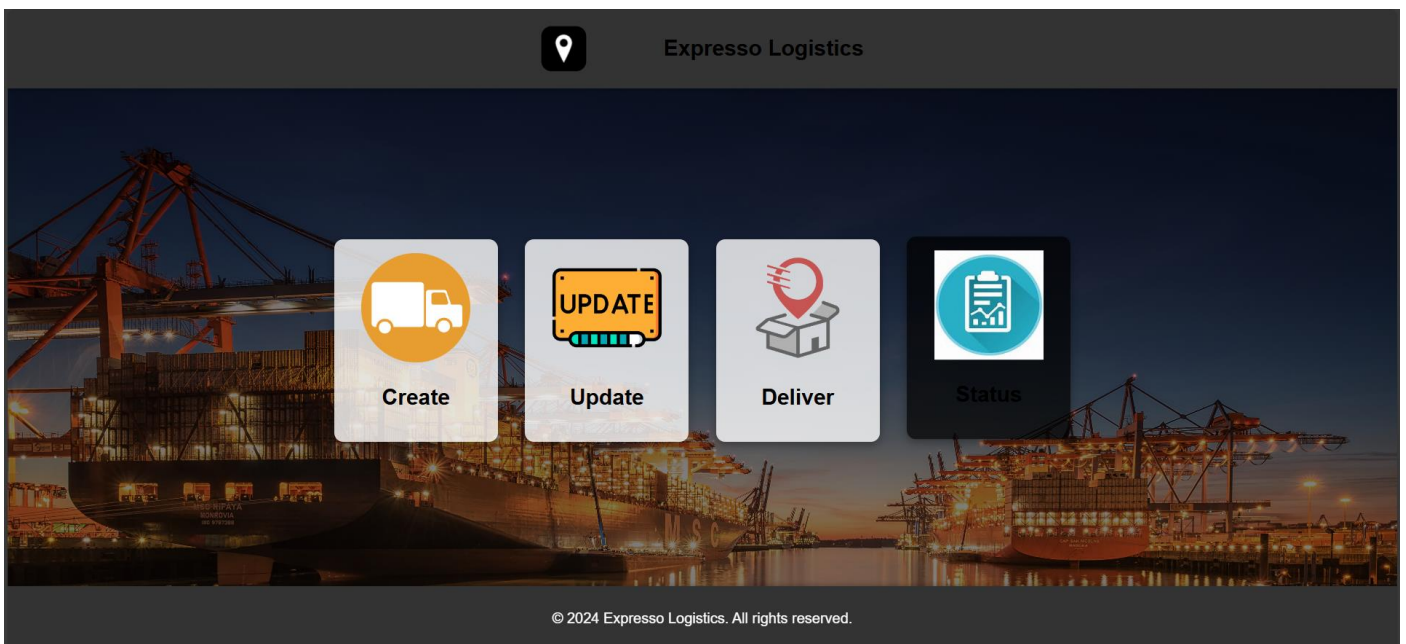 Expresso Logistics
UPDATE
Create
Update
Deliver
Status
M S C
© 2024 Expresso Logistics. All rights reserved.